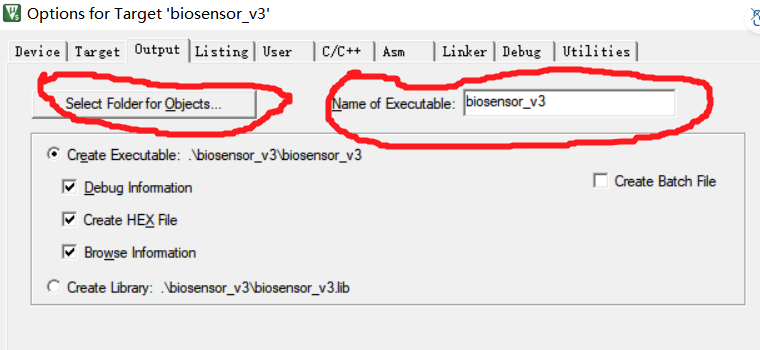 Options for Target 'biosensor_v3'
Device Target Output Listing User C/C++ Asm Linker Debug Utilities
Select Folder for Objects... Name of Executable: biosensor_v3
Create Executable: .\biosensor_v3\biosensor_v3
Debug Information Create Batch File
Create HEX File
Browse Information
Create Library: .\biosensor_v3\biosensor_v3.lib